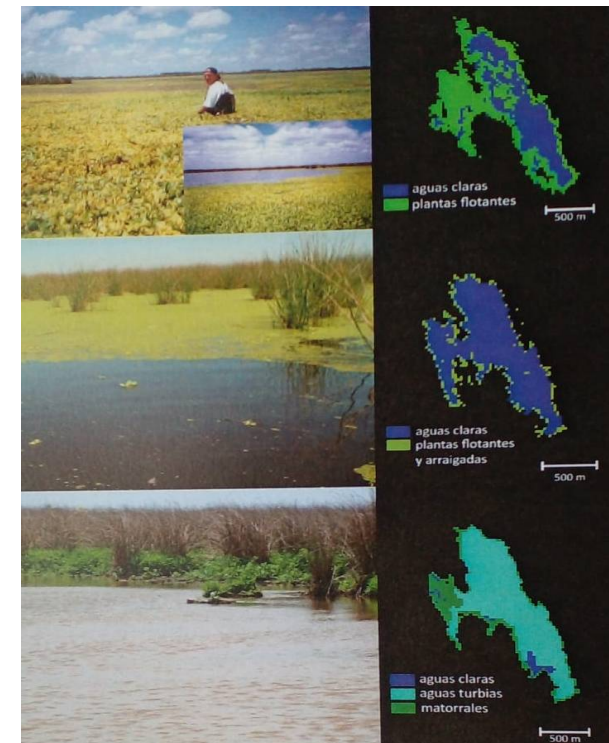 aguas claras
plantas flotantes
500 m
aguas claras
plantas flotantes
y arraigadas
500 m
aguas claras
aguas turbias
matorrales
500 m